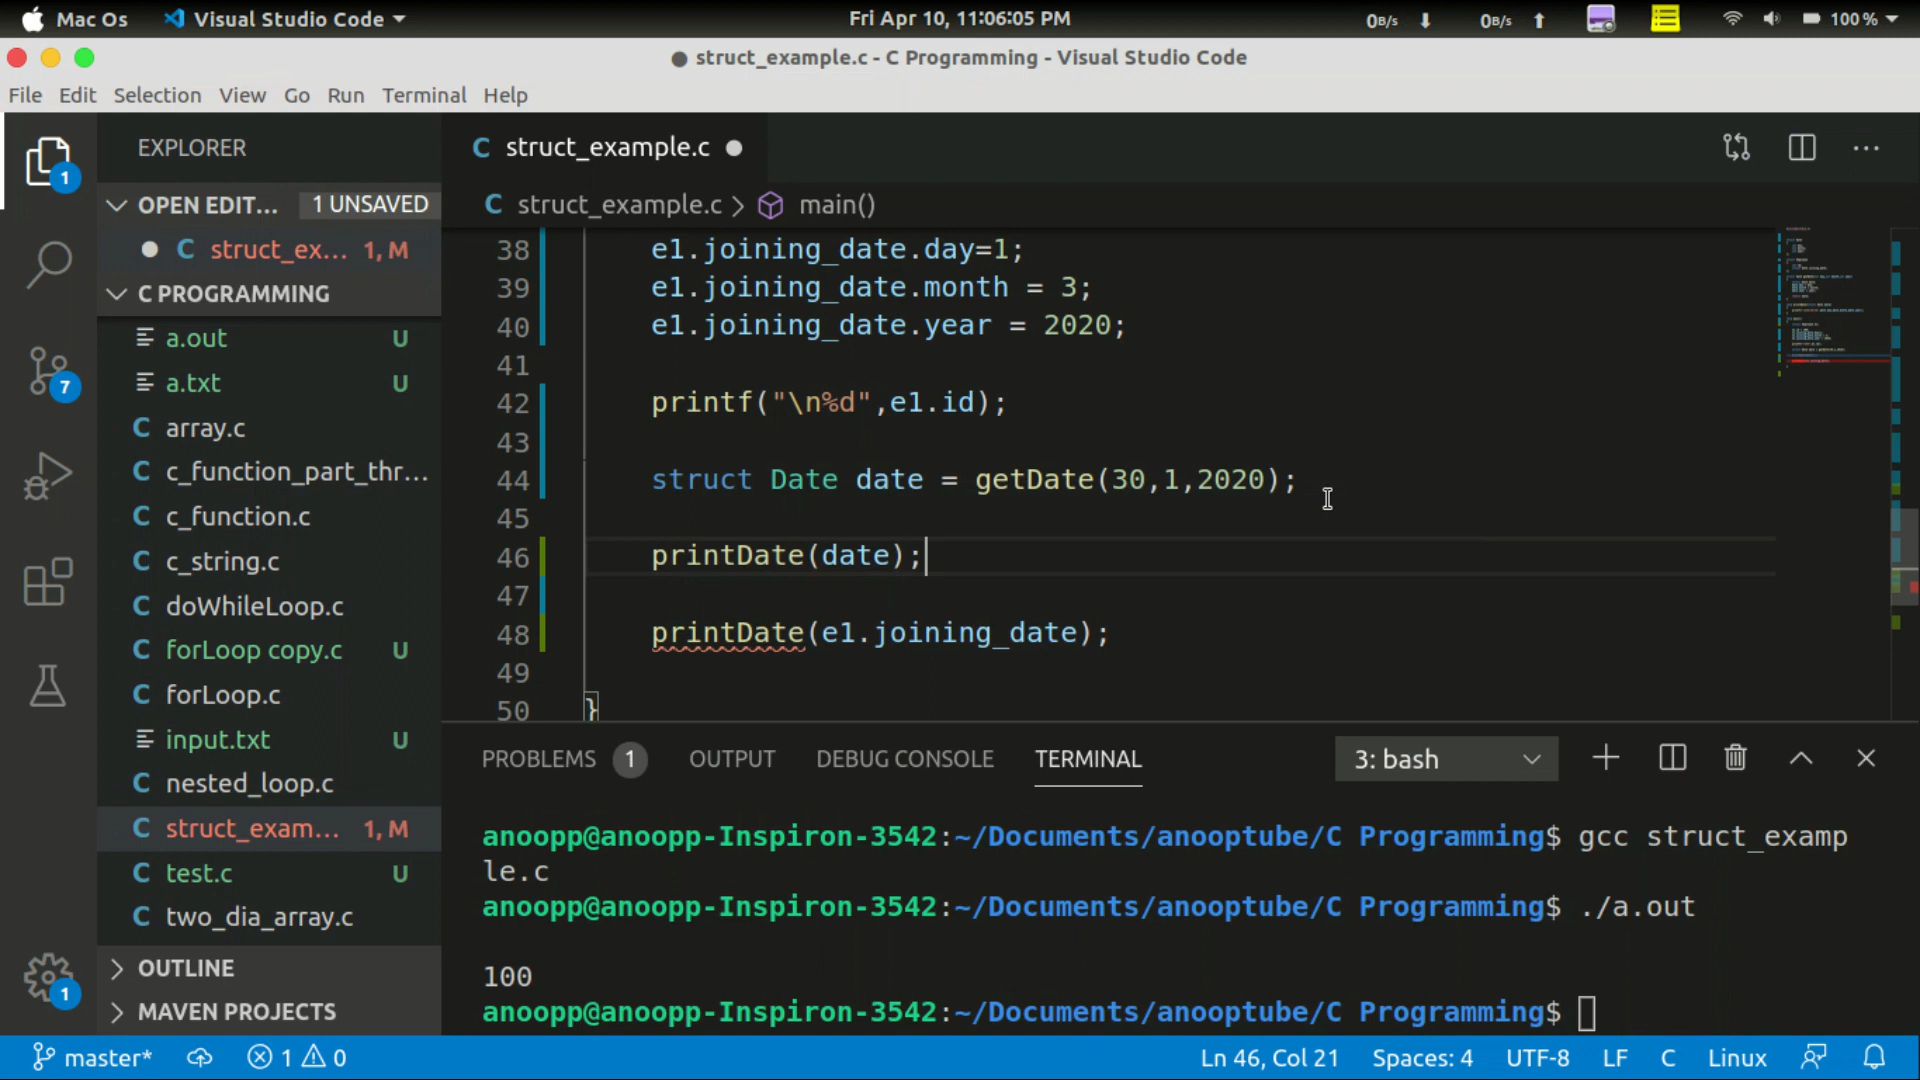 Mac Os Visual Studio Code Fri Apr 10, 11:06:05 PM 0B/s 0B/s 100 %
struct_example.c - C Programming - Visual Studio Code
File Edit Selection View Go Run Terminal Help
EXPLORER
1
OPEN EDIT... 1 UNSAVED
C struct_ex... 1, M
C PROGRAMMING
a.out U
a.txt U
7
C array.c
C c_function_part_thr...
C c_function.c
C c_string.c
C doWhileLoop.c
C forLoop copy.c U
C forLoop.c
input.txt U
C nested_loop.c
C struct_exam... 1, M
C test.c U
C two_dia_array.c
OUTLINE
1
MAVEN PROJECTS
C struct_example.c
C struct_example.c > main()
38 e1.joining_date.day=1;
39 e1.joining_date.month = 3;
40 e1.joining_date.year = 2020;
41
42 printf("\n%d",e1.id);
43
44 struct Date date = getDate(30,1,2020);
45
46 printDate(date);
47
48 printDate(e1.joining_date);
49
50 }
PROBLEMS 1 OUTPUT DEBUG CONSOLE TERMINAL 3: bash
anoopp@anoopp-Inspiron-3542:~/Documents/anooptube/C Programming$ gcc struct_examp
le.c
anoopp@anoopp-Inspiron-3542:~/Documents/anooptube/C Programming$ ./a.out
100
anoopp@anoopp-Inspiron-3542:~/Documents/anooptube/C Programming$
master* 1 0 Ln 46, Col 21 Spaces: 4 UTF-8 LF C Linux